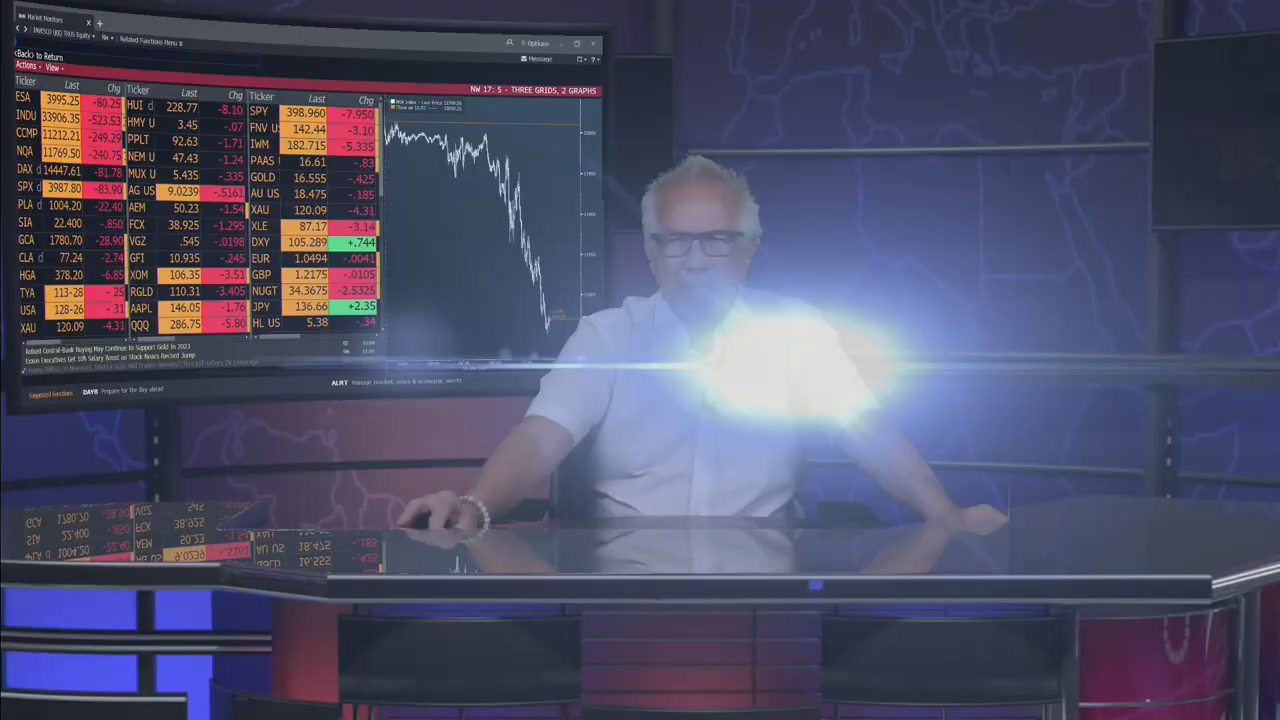 Market Monitors × +
< > INVESCO QQQ TRUS Equity NW Related Functions Menu
Options
<Back> to Return
Message
Actions View
NW 17: 5 - THREE GRIDS, 2 GRAPHS
Ticker Last Chg Ticker Last Chg Ticker Last Chg
ESA 3995.25 -80.25 HUI d 228.77 -8.10 SPY 398.960 -7.950
INDU 33906.35 -523.53 HMY U 3.45 -.07 FNV U 142.44 -3.10
CCMP 11212.21 -249.29 PPLT 92.63 -1.71 IWM 182.715 -5.335
NQA 11769.50 -240.75 NEM U 47.43 -1.24 PAAS 16.61 -.83
DAX d 14447.61 -81.78 MUX U 5.435 -.335 GOLD 16.555 -.425
SPX d 3987.80 -83.90 AG US 9.0239 -.5161 AU US 18.475 -.185
PLA d 1004.20 -22.40 AEM 50.23 -1.54 XAU 120.09 -4.31
SIA 22.400 -.850 FCX 38.925 -1.295 XLE 87.17 -3.14
GCA 1780.70 -28.90 VGZ .545 -.0198 DXY 105.289 +.744
CLA d 77.24 -2.74 GFI 10.935 -.245 EUR 1.0494 -.0041
HGA 378.20 -6.85 XOM 106.35 -3.51 GBP 1.2175 -.0105
TYA 113-28 - 25 RGLD 110.31 -3.405 NUGT 34.3675 -2.5325
USA 128-26 - 31 AAPL 146.05 -1.76 JPY 136.66 +2.35
XAU 120.09 -4.31 QQQ 286.75 -5.80 HL US 5.38 -.34
Robust Central-Bank Buying May Continue to Support Gold in 2023
Exxon Executives Get 10% Salary Boost as Stock Nears Record Jump
Suggested Functions DAYB Prepare for the day ahead ALRT Manage market, news & economic alerts